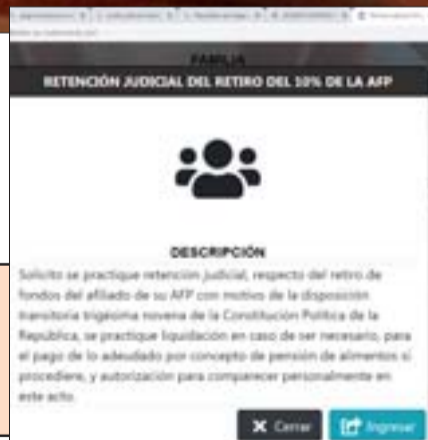 FAMILIA
RETENCIÓN JUDICIAL DEL RETIRO DEL 10% DE LA AFP
DESCRIPCIÓN
Solicito se practique retención judicial, respecto del retiro de
fondos del afiliado de su AFP con motivo de la disposición
transitoria trigésima novena de la Constitución Política de la
República, se practique liquidación en caso de ser necesario, para
el pago de lo adeudado por concepto de pensión de alimentos si
procediere, y autorización para comparecer personalmente en
este acto.
Cerrar
Ingresar